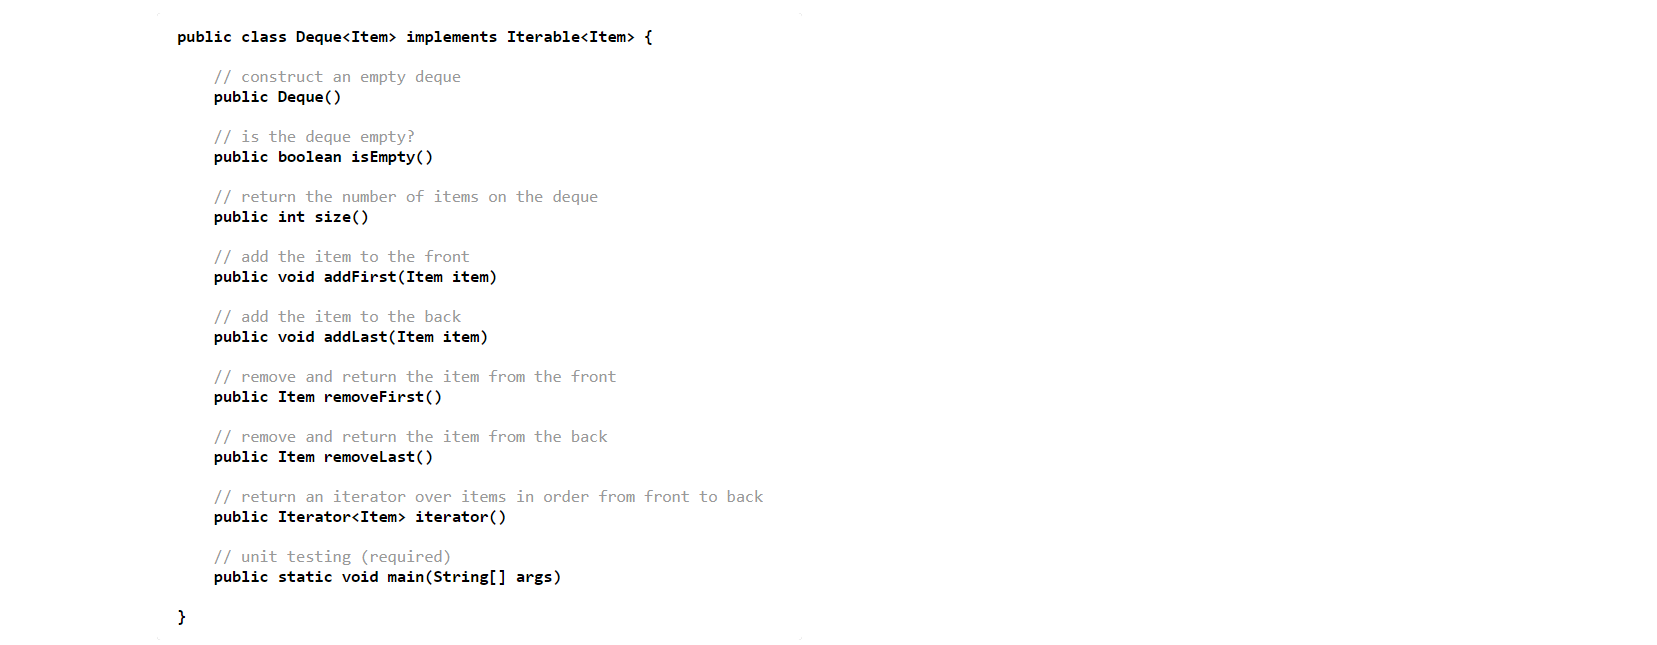 public class Deque<Item> implements Iterable<Item> {
// construct an empty deque
public Deque()
// is the deque empty?
public boolean isEmpty()
// return the number of items on the deque
public int size()
// add the item to the front
public void addFirst(Item item)
// add the item to the back
public void addLast(Item item)
// remove and return the item from the front
public Item removeFirst()
// remove and return the item from the back
public Item removeLast()
// return an iterator over items in order from front to back
public Iterator<Item> iterator()
// unit testing (required)
public static void main(String[] args)
}